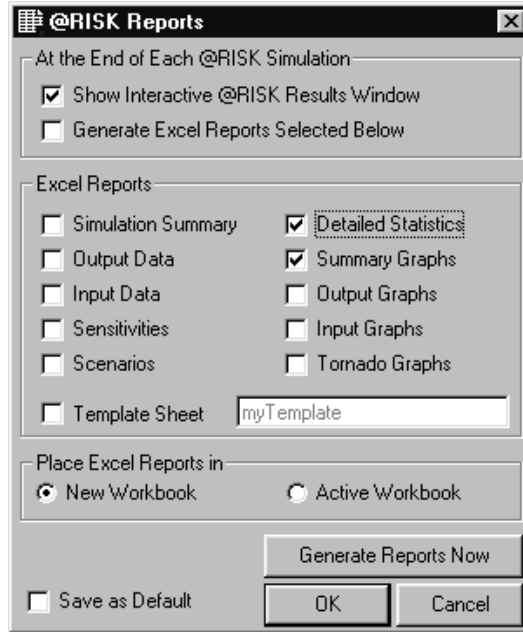 @RISK Reports
At the End of Each @RISK Simulation
Show Interactive @RISK Results Window
Generate Excel Reports Selected Below
Excel Reports
Simulation Summary Detailed Statistics
Output Data Summary Graphs
Input Data Output Graphs
Sensitivities Input Graphs
Scenarios Tornado Graphs
Template Sheet myTemplate
Place Excel Reports in
New Workbook Active Workbook
Generate Reports Now
Save as Default OK Cancel